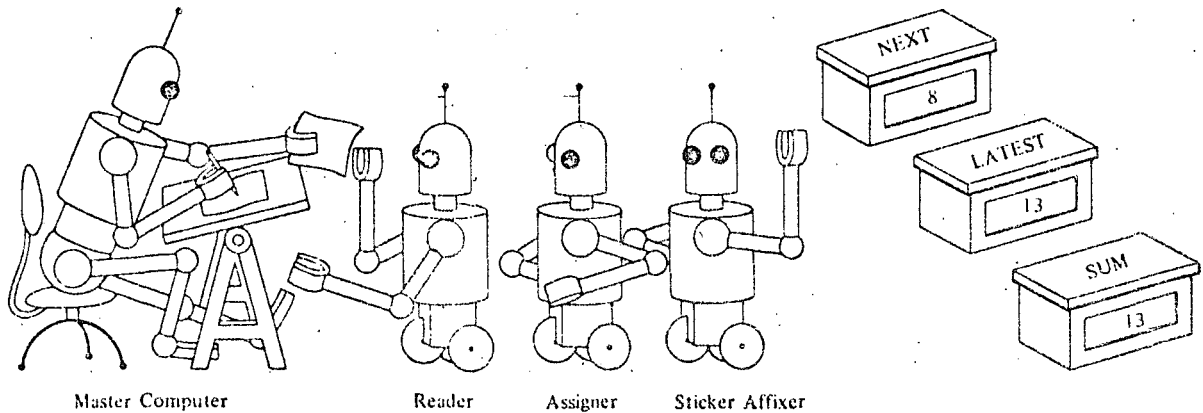 NEXT
8
LATEST
13
SUM
13
Master Computer
Reader
Assigner
Sticker Affixer